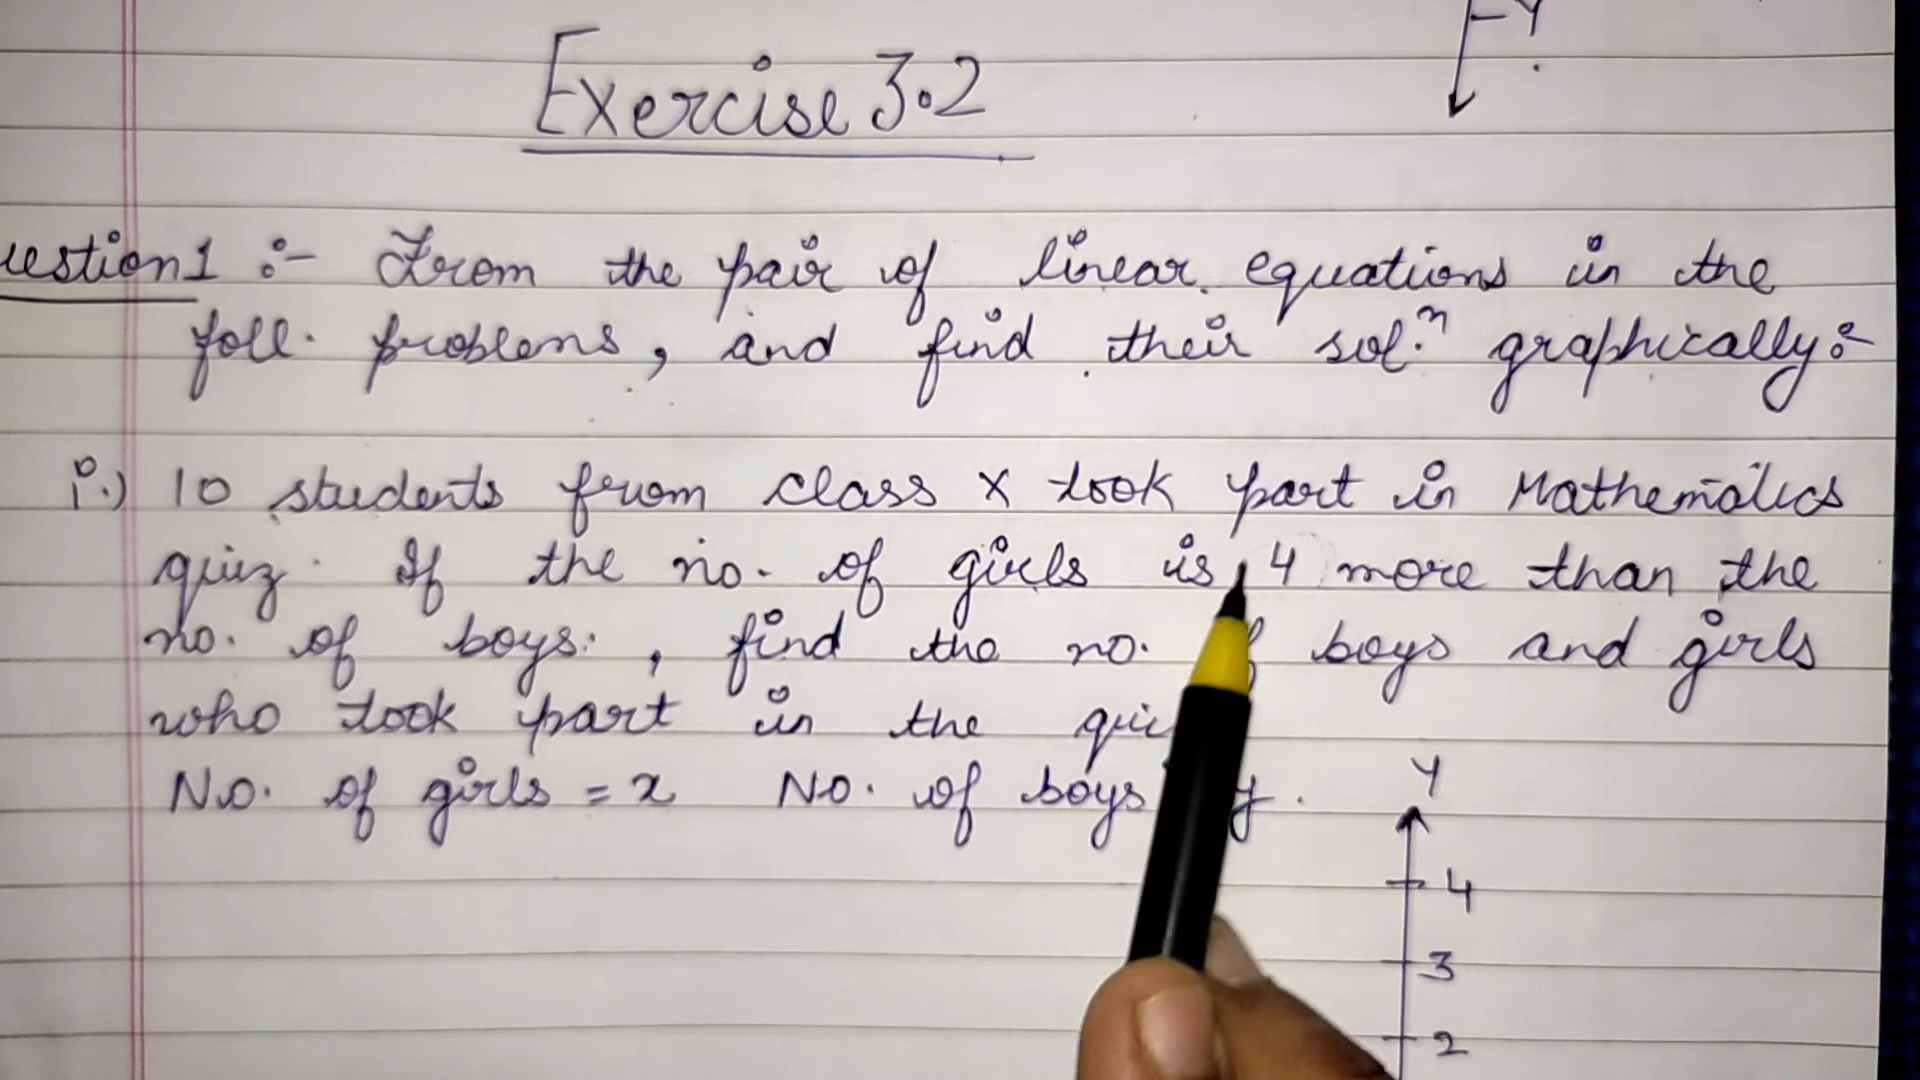 -Y
Exercise 3.2
uestion1 :- From the pair of linear equations in the
foll. problems, and find their sol.n graphically:-
i.) 10 students from class X took part in Mathematics
quiz. If the no. of girls is 4 more than the
no. of boys., find the no. boys and girls
who took part in the
No. of girls = x No. of boys y.
Y
4
3
2